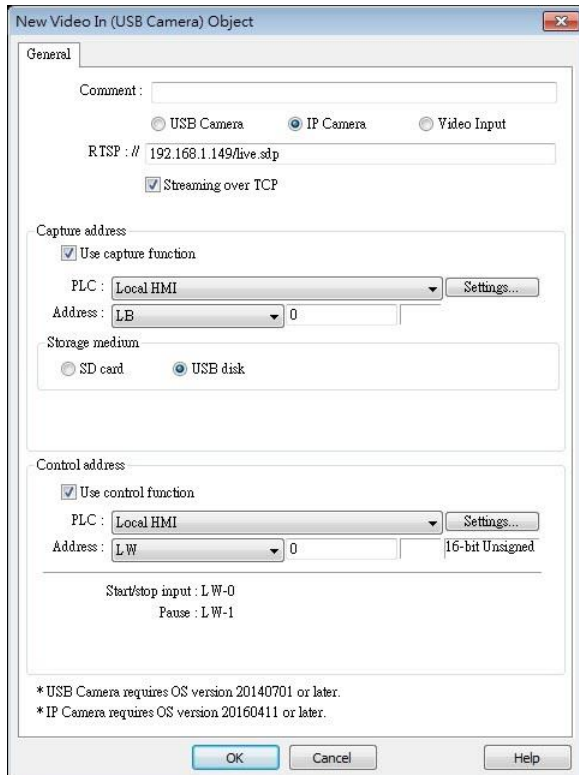 New Video In (USB Camera) Object
General
Comment :
USB Camera IP Camera Video Input
RTSP : // 192.168.1.149/live.sdp
Streaming over TCP
Capture address
Use capture function
PLC : Local HMI Settings...
Address : LB 0
Storage medium
SD card USB disk
Control address
Use control function
PLC : Local HMI Settings...
Address : LW 0 16-bit Unsigned
Start/stop input : LW-0
Pause : LW-1
* USB Camera requires OS version 20140701 or later.
* IP Camera requires OS version 20160411 or later.
OK Cancel Help